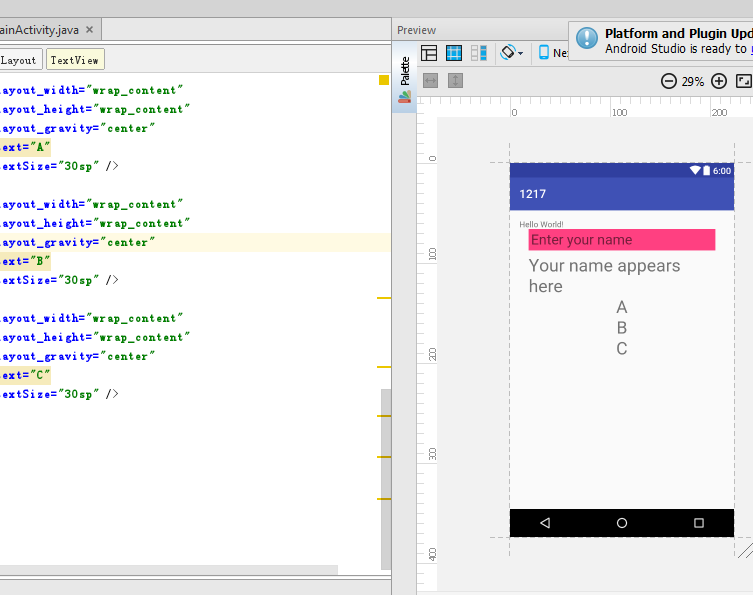 ainActivity.java ×
Layout
TextView
ayout_width="wrap_content"
ayout_height="wrap_content"
ayout_gravity="center"
ext="A"
extSize="30sp" />
ayout_width="wrap_content"
ayout_height="wrap_content"
ayout_gravity="center"
ext="B"
extSize="30sp" />
ayout_width="wrap_content"
ayout_height="wrap_content"
ayout_gravity="center"
ext="C"
extSize="30sp" />
Preview
Palette
Nex
Platform and Plugin Upd
Android Studio is ready to
29%
0
100
200
0
100
200
300
400
6:00
1217
Hello World!
Enter your name
Your name appears
here
A
B
C